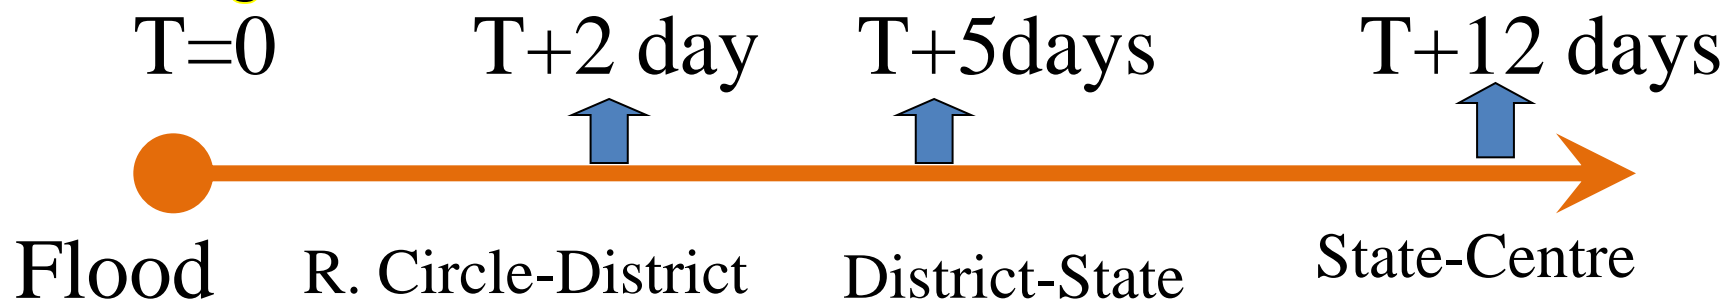 T=0 T+2 day T+5days T+12 days
Flood R. Circle-District District-State State-Centre